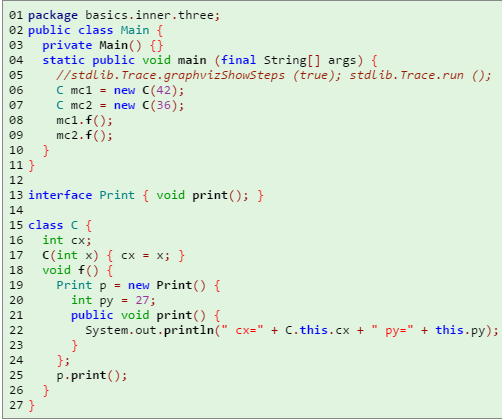 01 package basics.inner.three;
02 public class Main {
03   private Main() {}
04   static public void main (final String[] args) {
05     //stdlib.Trace.graphvizShowSteps (true); stdlib.Trace.run ();
06     C mc1 = new C(42);
07     C mc2 = new C(36);
08     mc1.f();
09     mc2.f();
10   }
11 }
12
13 interface Print { void print(); }
14
15 class C {
16   int cx;
17   C(int x) { cx = x; }
18   void f() {
19     Print p = new Print() {
20       int py = 27;
21       public void print() {
22         System.out.println(" cx=" + C.this.cx + " py=" + this.py);
23       }
24     };
25     p.print();
26   }
27 }